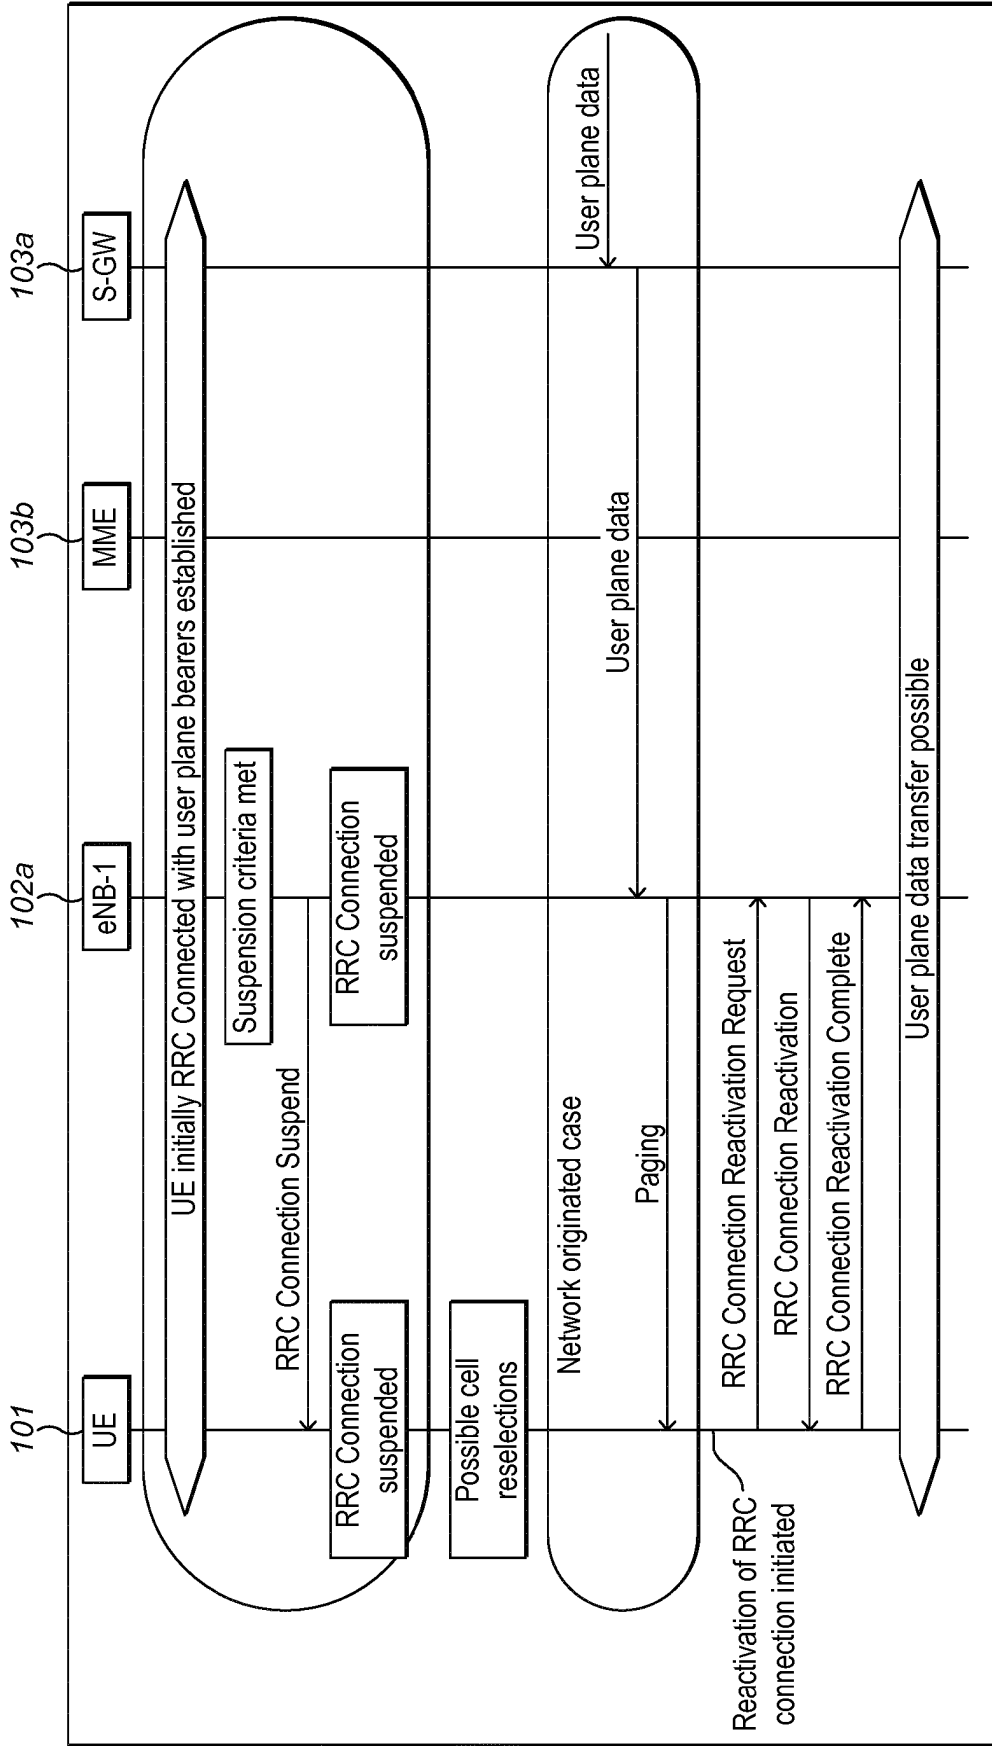 101
102a
103b
103a
UE
eNB-1
MME
S-GW
UE initially RRC Connected with user plane bearers established
Suspension criteria met
RRC Connection Suspend
RRC Connection
suspended
RRC Connection
suspended
Possible cell
reselections
Network originated case
User plane data
User plane data
Paging
Reactivation of RRC
connection initiated
RRC Connection Reactivation Request
RRC Connection Reactivation
RRC Connection Reactivation Complete
User plane data transfer possible